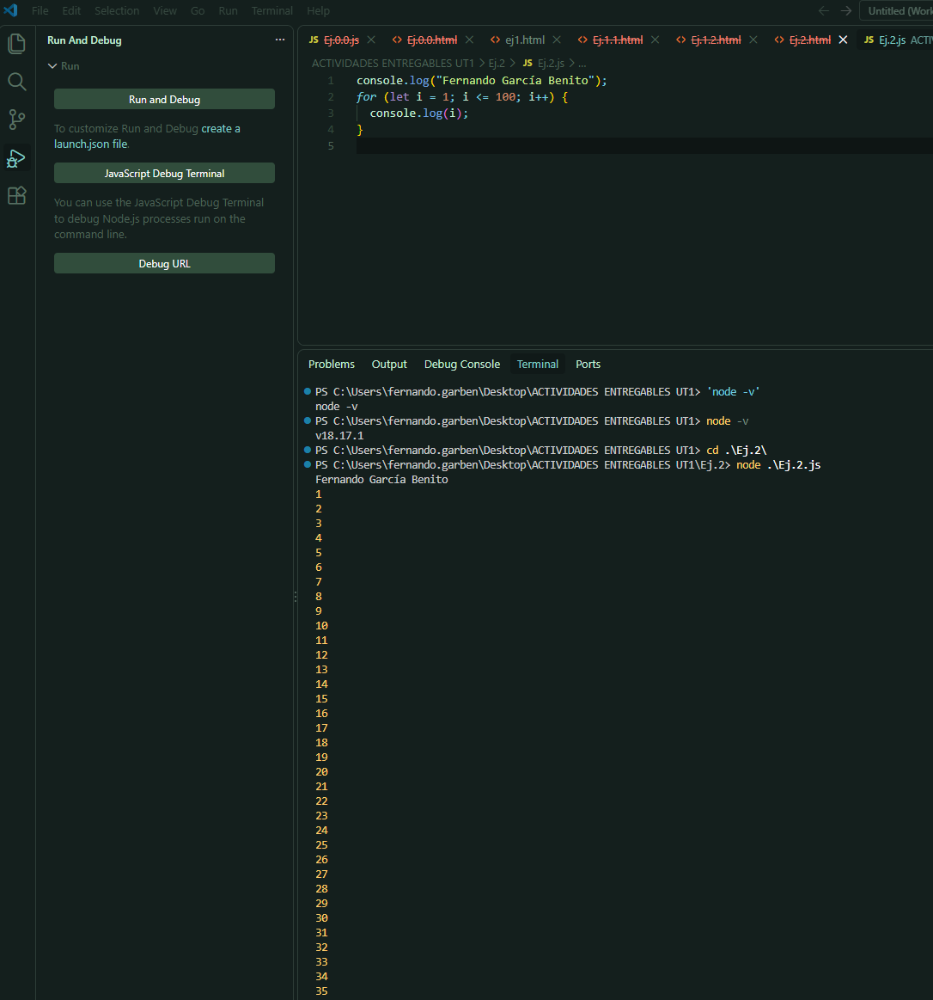 File Edit Selection View Go Run Terminal Help
Untitled (Work
Run And Debug
Run
Run and Debug
To customize Run and Debug create a
launch.json file.
JavaScript Debug Terminal
You can use the JavaScript Debug Terminal
to debug Node.js processes run on the
command line.
Debug URL
JS Ej.0.0.js Ej.0.0.html ej1.html Ej.1.1.html Ej.1.2.html Ej.2.html JS Ej.2.js ACTIV
ACTIVIDADES ENTREGABLES UT1 > Ej.2 > JS Ej.2.js > ...
1 console.log("Fernando García Benito");
2 for (let i = 1; i <= 100; i++) {
3 console.log(i);
4 }
5
Problems Output Debug Console Terminal Ports
PS C:\Users\fernando.garben\Desktop\ACTIVIDADES ENTREGABLES UT1> 'node -v'
node -v
PS C:\Users\fernando.garben\Desktop\ACTIVIDADES ENTREGABLES UT1> node -v
v18.17.1
PS C:\Users\fernando.garben\Desktop\ACTIVIDADES ENTREGABLES UT1> cd .\Ej.2\
PS C:\Users\fernando.garben\Desktop\ACTIVIDADES ENTREGABLES UT1\Ej.2> node .\Ej.2.js
Fernando García Benito
1
2
3
4
5
6
7
8
9
10
11
12
13
14
15
16
17
18
19
20
21
22
23
24
25
26
27
28
29
30
31
32
33
34
35